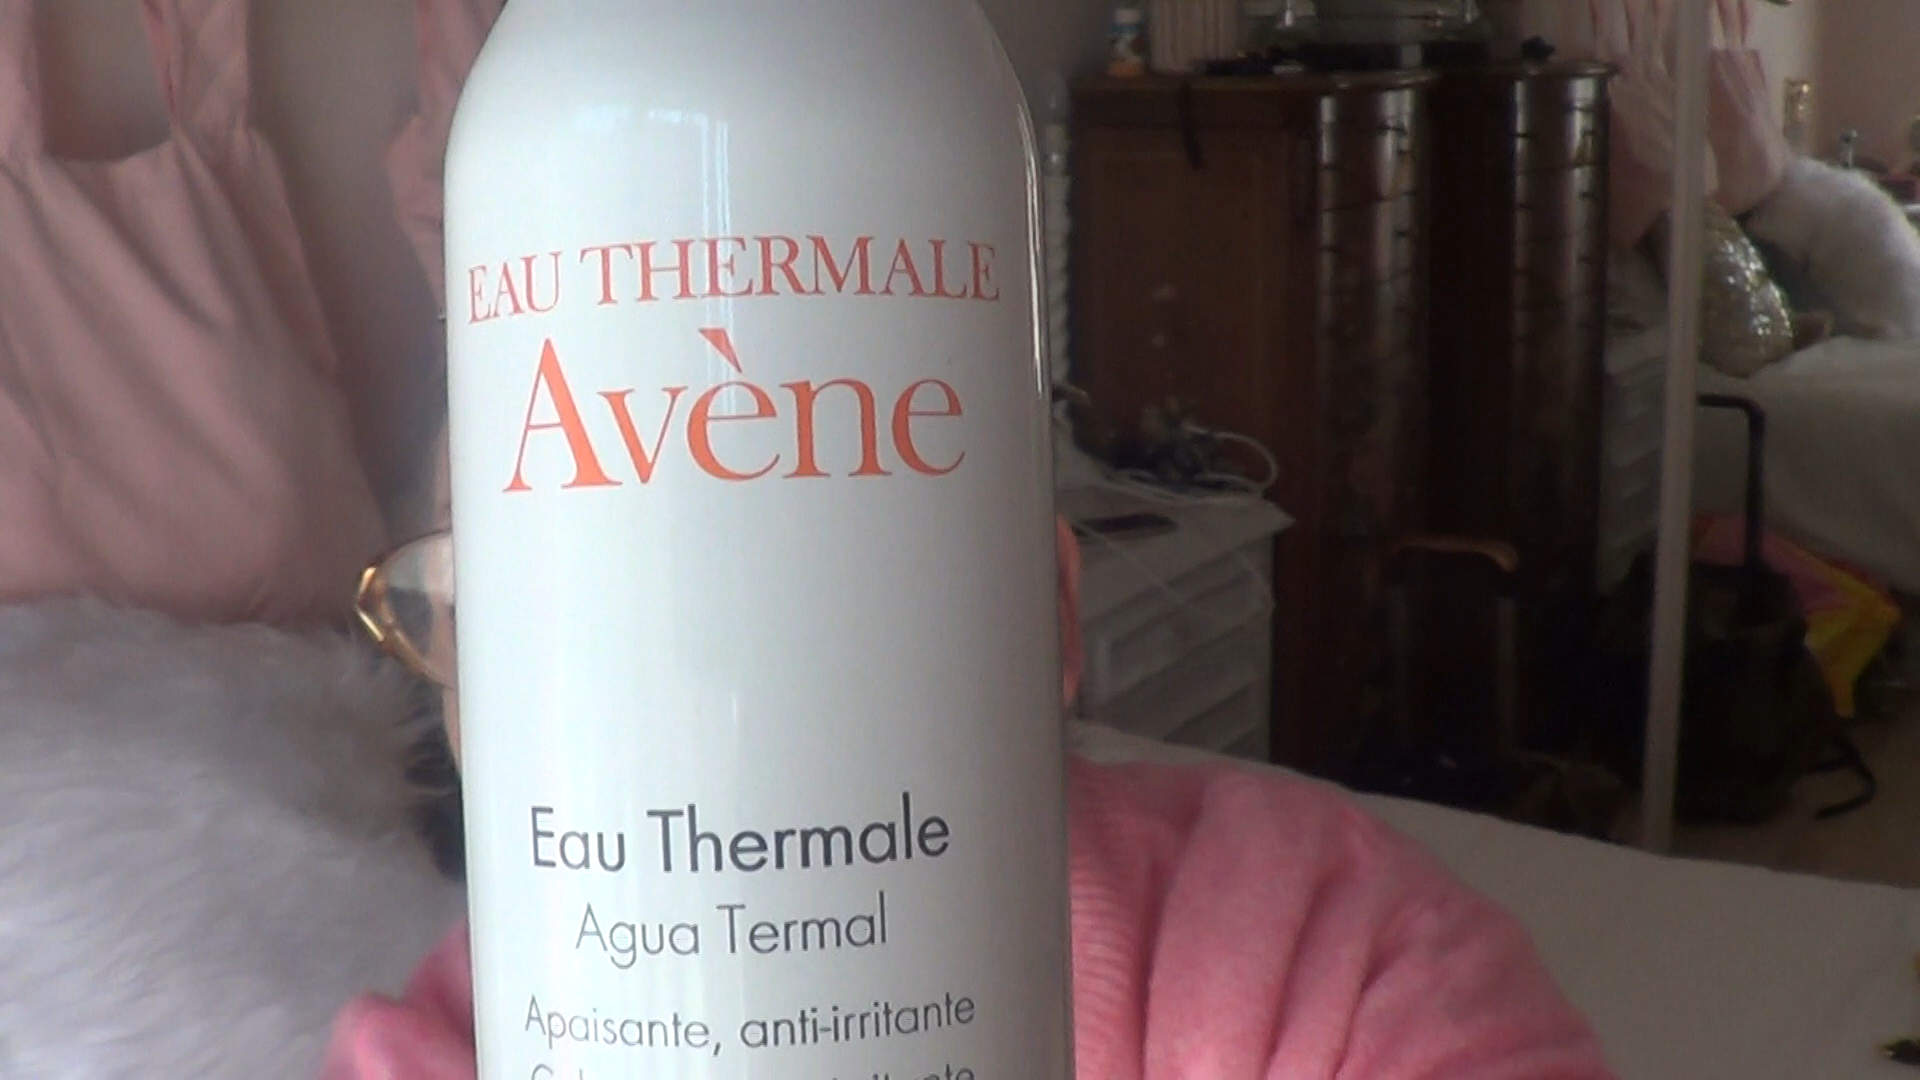 EAU THERMALE
Avène
Eau Thermale
Agua Termal
Apaisante, anti-irritante